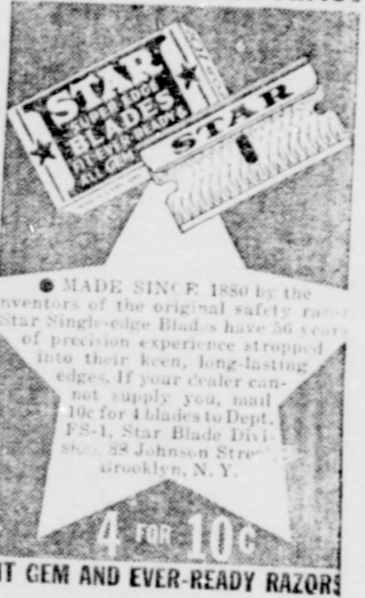 STAR
SUPER EDGE
BLADES
FIT EVER-READY &
ALL GEM
STAR
● MADE SINCE 1880 by the
nventors of the original safety razor
Star Single-edge Blades have 56 years
of precision experience stropped
into their keen, long-lasting
edges. If your dealer can-
not supply you, mail
10c for 4 blades to Dept.
FS-1, Star Blade Divi-
sion, 88 Johnson Street
Brooklyn, N. Y.
4 FOR 10¢
IT GEM AND EVER-READY RAZORS